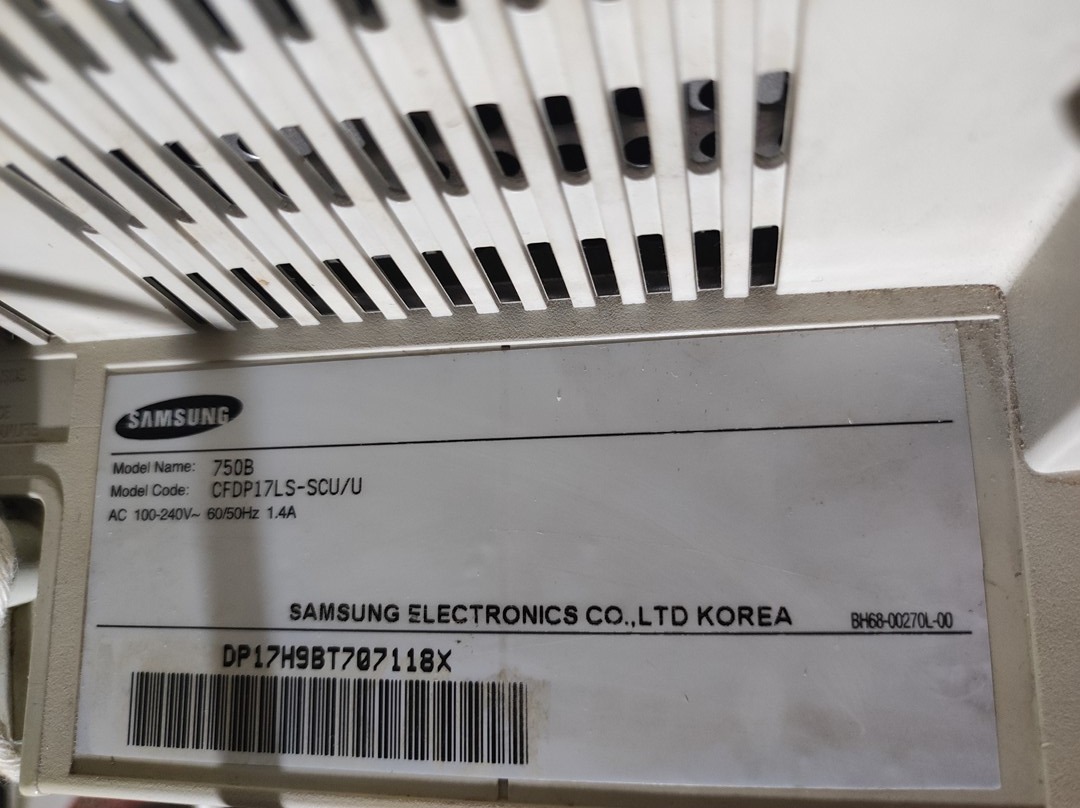 SAMSUNG
Model Name: 750B
Model Code: CFDP17LS-SCU/U
AC 100-240V~ 60/50Hz 1.4A
SAMSUNG ELECTRONICS CO.,LTD KOREA
BH68-00270L-00
DP17H9BT707118X